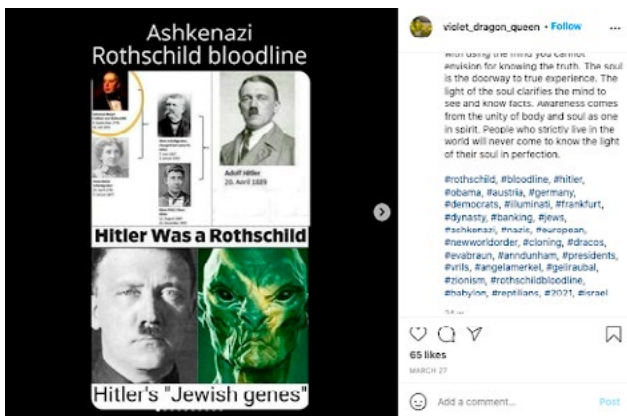 Ashkenazi
Rothschild bloodline
Adolf Hitler
20. April 1889
Hitler Was a Rothschild
Hitler's "Jewish genes"
violet_dragon_queen • Follow
with using the mind you cannot
envision for knowing the truth. The soul
is the doorway to true experience. The
light of the soul clarifies the mind to
see and know facts. Awareness comes
from the unity of body and soul as one
in spirit. People who strictly live in the
world will never come to know the light
of their soul in perfection.
#rothschild, #bloodline, #hitler,
#obama, #austria, #germany,
#democrats, #illuminati, #frankfurt,
#dynasty, #banking, #jews,
#ashkenazi, #nazis, #european,
#newworldorder, #cloning, #dracos,
#evabraun, #anndunham, #presidents,
#vrils, #angelamerkel, #geliraubal,
#zionism, #rothschildbloodline,
#babylon, #reptilians, #2021, #israel
65 likes
MARCH 27
Add a comment...
Post